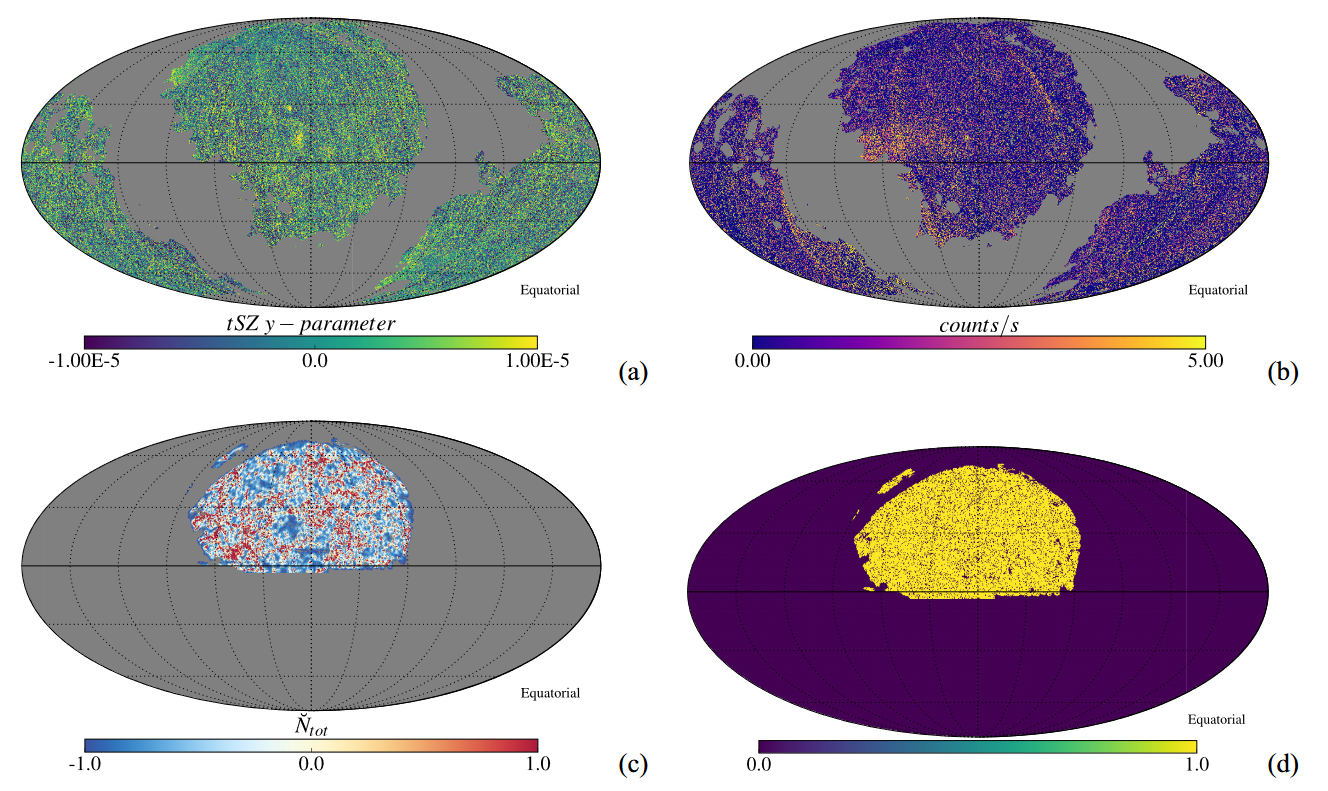 Equatorial
tSZ y − parameter
-1.00E-5 0.0 1.00E-5
(a)
Equatorial
counts/s
0.00 5.00
(b)
Equatorial
N̆tot
-1.0 0.0 1.0
(c)
Equatorial
0.0 1.0
(d)